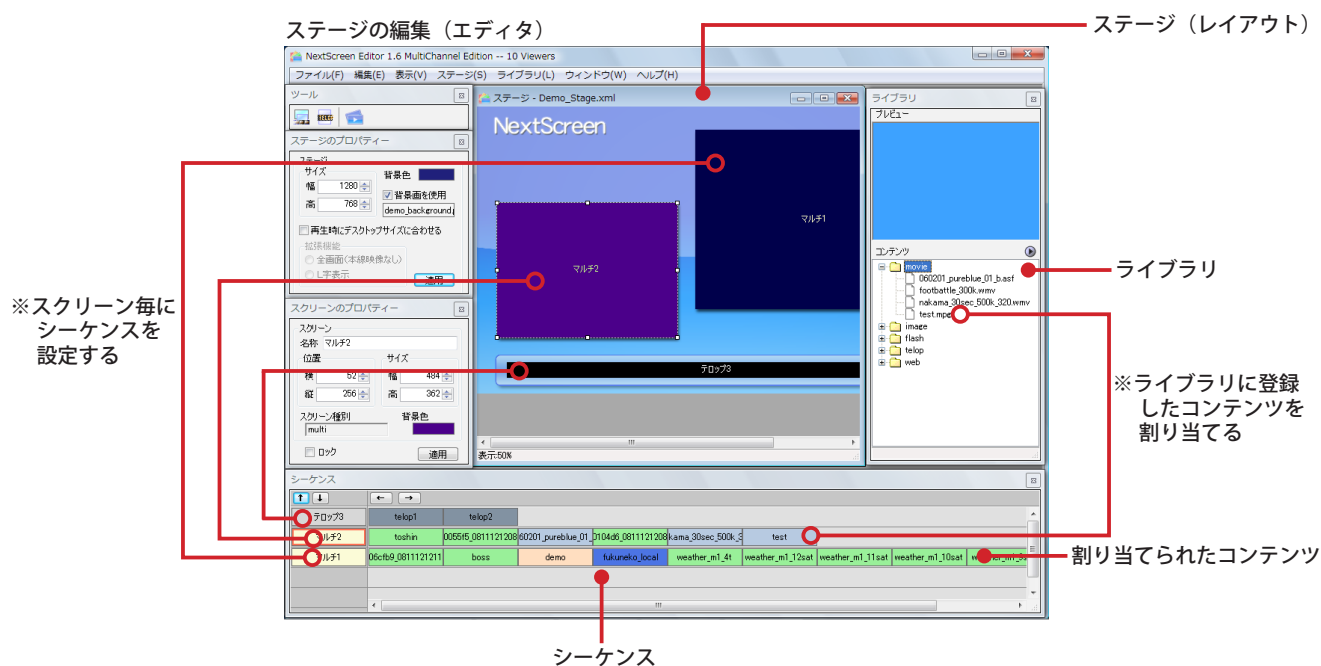 ステージの編集（エディタ）
ステージ（レイアウト）
NextScreen Editor 1.6 MultiChannel Edition -- 10 Viewers
ファイル(F) 編集(E) 表示(V) ステージ(S) ライブラリ(L) ウィンドウ(W) ヘルプ(H)
ツール
ステージのプロパティー
ステージ
サイズ
幅 1280
高 768
背景色
背景画を使用
demo_background.
再生時にデスクトップサイズに合わせる
拡張機能
全画面(本線映像なし)
L字表示
適用
スクリーンのプロパティー
スクリーン
名称 マルチ2
位置
サイズ
横 62 幅 484
縦 256 高 362
スクリーン種別
背景色
multi
ロック
適用
ステージ - Demo_Stage.xml
NextScreen
マルチ1
マルチ2
テロップ3
表示:50%
ライブラリ
プレビュー
コンテンツ
movie
060201_pureblue_01_b.asf
footbattle_300k.wmv
nakama_30sec_500k_320.wmv
test.mpe
image
flash
telop
web
ライブラリ
※ライブラリに登録
したコンテンツを
割り当てる
※スクリーン毎に
シーケンスを
設定する
シーケンス
テロップ3 telop1 telop2
マルチ2 toshin 0055f5_0811121208 60201_pureblue_01_ 0104d6_0811121208 kama_30sec_500k_3 test
マルチ1 06cfb9_0811121211 boss demo fukuneko_local weather_m1_4t weather_m1_12sat weather_m1_11sat weather_m1_10sat
割り当てられたコンテンツ
シーケンス